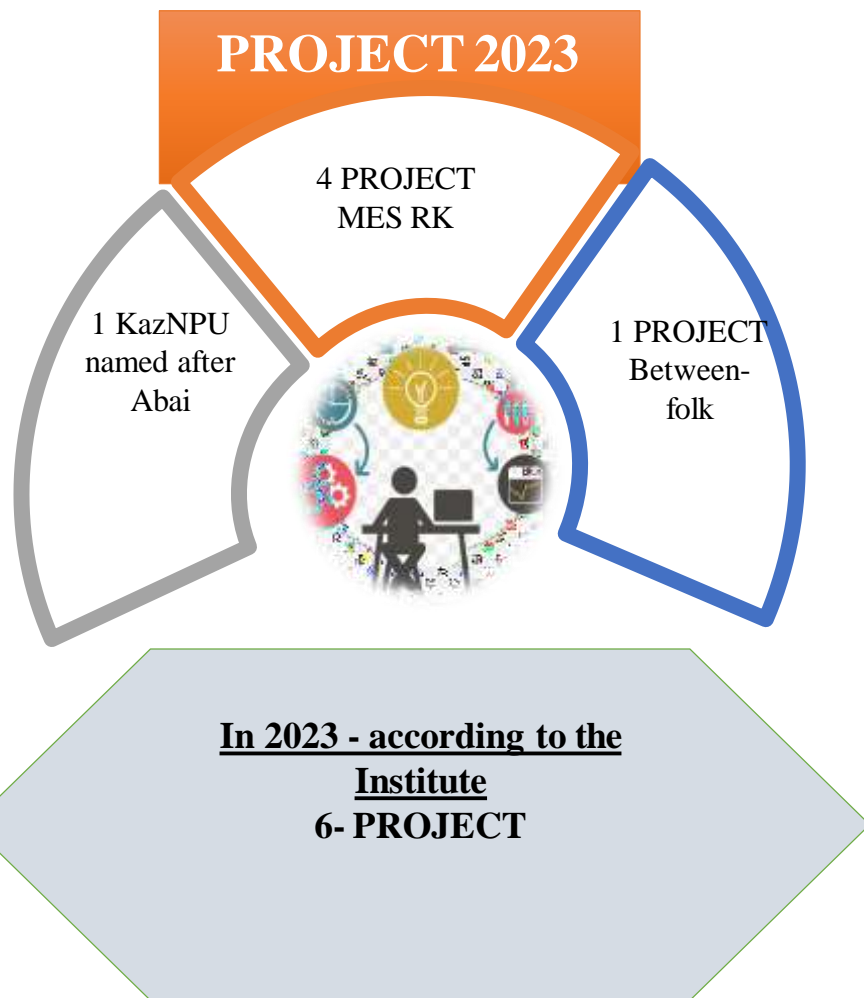 PROJECT 2023
4 PROJECT
MES RK
1 KazNPU
named after
Abai
1 PROJECT
Between-
folk
In 2023 - according to the
Institute
6- PROJECT